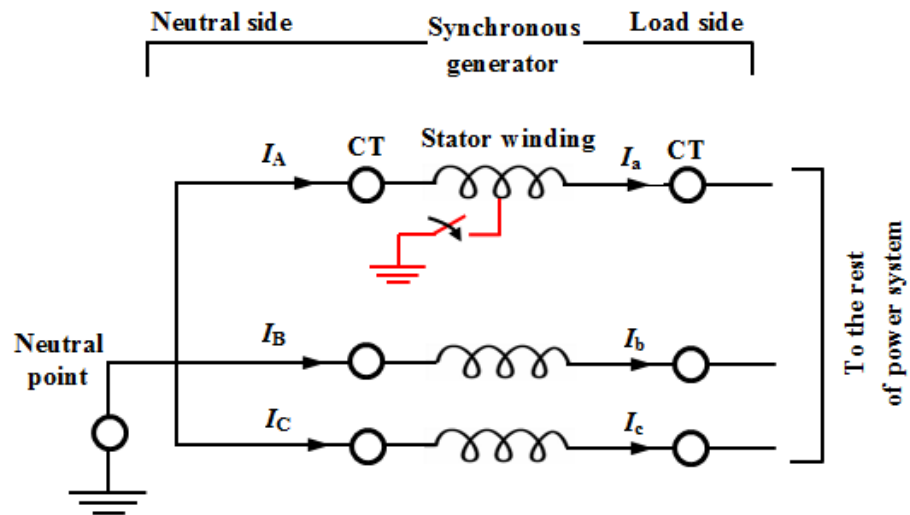 Neutral side
Synchronous
generator
Load side
I_A
CT
Stator winding
I_a
CT
I_B
I_b
Neutral
point
I_C
I_c
To the rest
of power system